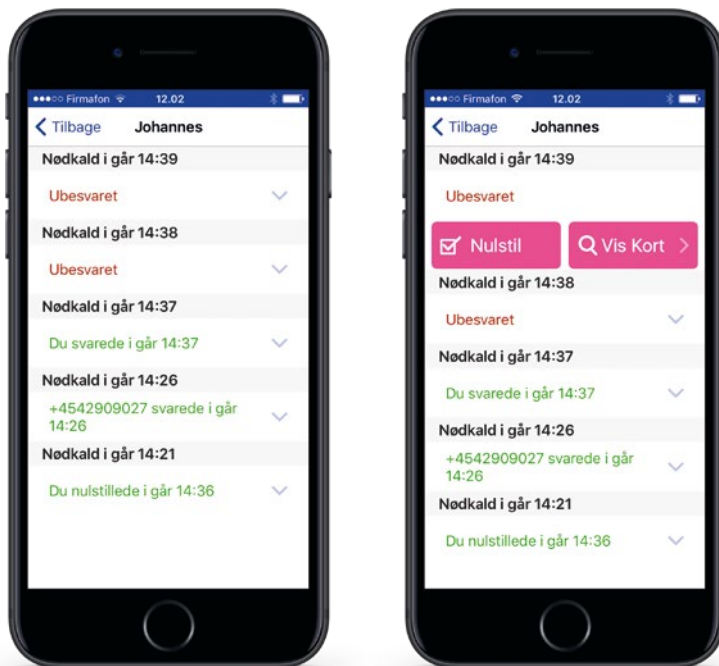 Firmafon 12.02
Tilbage Johannes
Nødkald i går 14:39
Ubesvaret
Nødkald i går 14:38
Ubesvaret
Nødkald i går 14:37
Du svarede i går 14:37
Nødkald i går 14:26
+4542909027 svarede i går
14:26
Nødkald i går 14:21
Du nulstillede i går 14:36
Firmafon 12.02
Tilbage Johannes
Nødkald i går 14:39
Ubesvaret
Nulstil Vis Kort
Nødkald i går 14:38
Ubesvaret
Nødkald i går 14:37
Du svarede i går 14:37
Nødkald i går 14:26
+4542909027 svarede i går
14:26
Nødkald i går 14:21
Du nulstillede i går 14:36